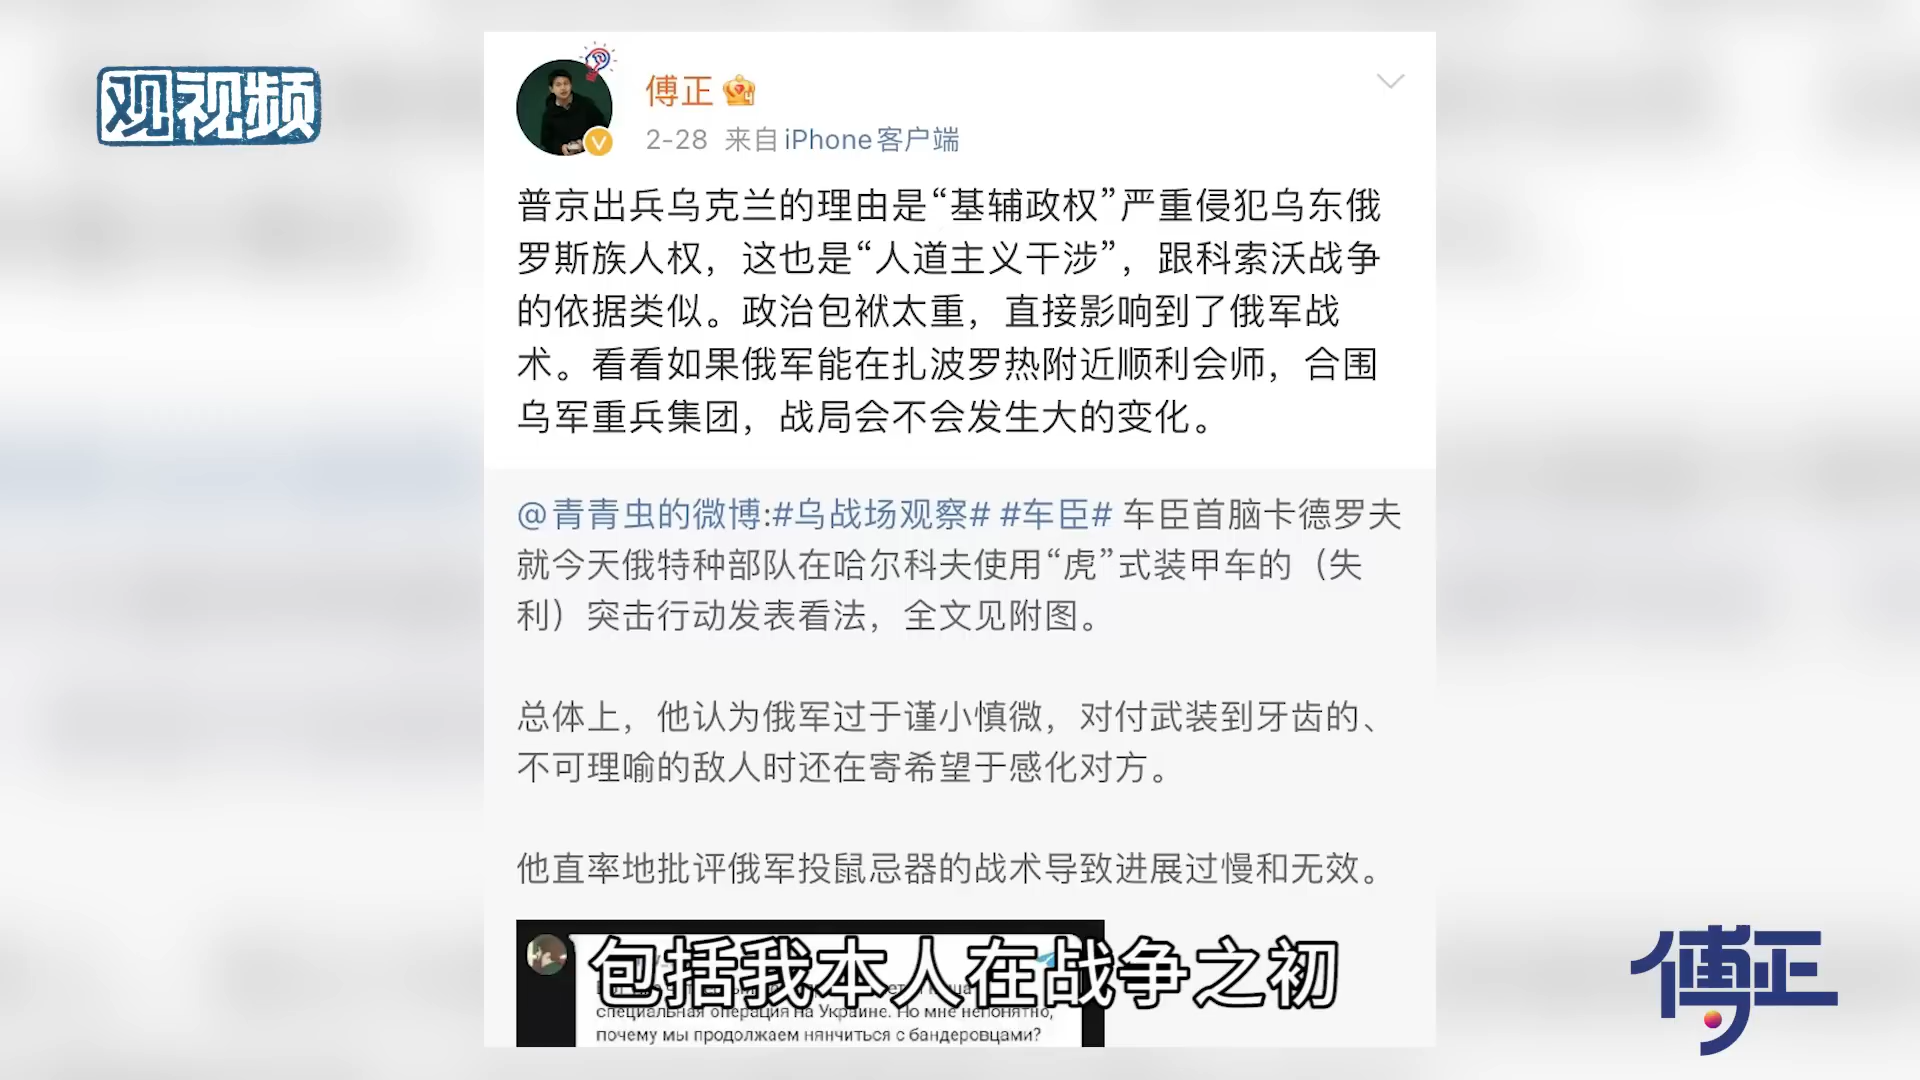 观视频
傅正
2-28 来自 iPhone客户端
普京出兵乌克兰的理由是“基辅政权”严重侵犯乌东俄
罗斯族人权，这也是“人道主义干涉”，跟科索沃战争
的依据类似。政治包袱太重，直接影响到了俄军战
术。看看如果俄军能在扎波罗热附近顺利会师，合围
乌军重兵集团，战局会不会发生大的变化。
@青青虫的微博:#乌战场观察# #车臣# 车臣首脑卡德罗夫
就今天俄特种部队在哈尔科夫使用“虎”式装甲车的（失
利）突击行动发表看法，全文见附图。
总体上，他认为俄军过于谨小慎微，对付武装到牙齿的、
不可理喻的敌人时还在寄希望于感化对方。
他直率地批评俄军投鼠忌器的战术导致进展过慢和无效。
包括我本人在战争之初
специальная операция на Украине. Но мне непонятно,
почему мы продолжаем нянчиться с бандеровцами?
傅正